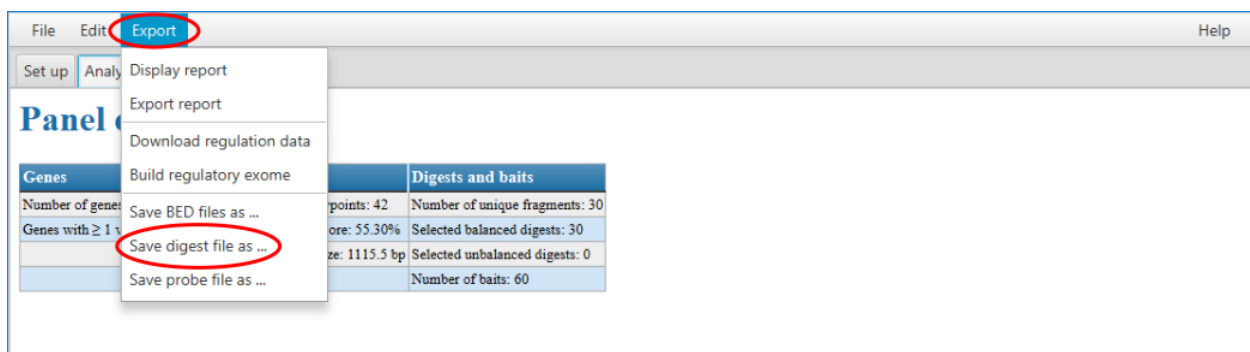 File Edit Export Help
Set up Analy
Display report
Export report
Download regulation data
Build regulatory exome
Save BED files as ...
Save digest file as ...
Save probe file as ...
Panel
Genes Digests and baits
Number of genes points: 42 Number of unique fragments: 30
Genes with ≥ 1 ore: 55.30% Selected balanced digests: 30
ze: 1115.5 bp Selected unbalanced digests: 0
Number of baits: 60